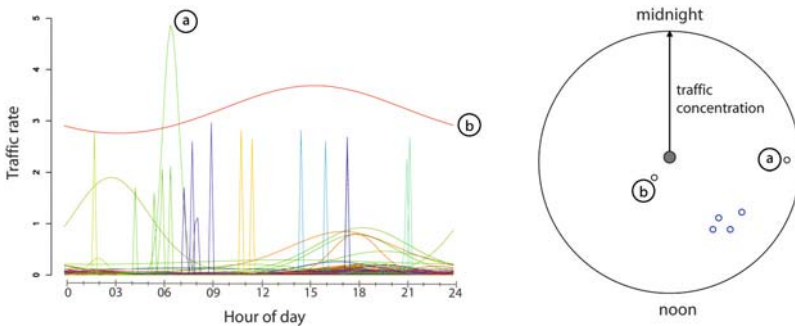 5
4
3
2
1
0
Traffic rate
0 03 06 09 12 15 18 21 24
Hour of day
a
b
midnight
traffic
concentration
a
b
noon